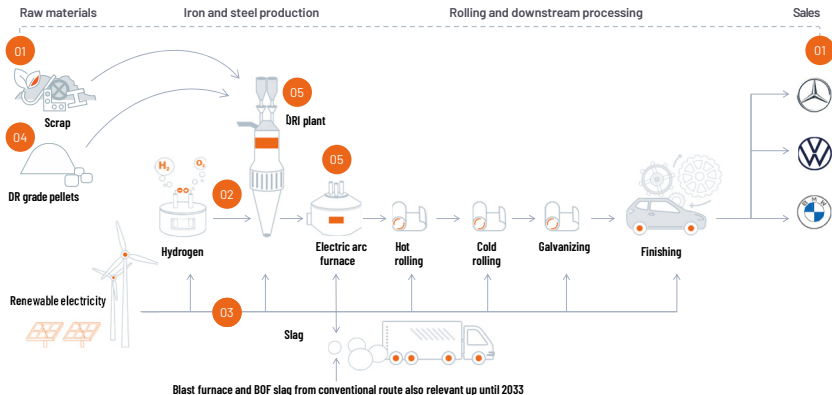 Raw materials
Iron and steel production
Rolling and downstream processing
Sales
01
01
05
Scrap
DRI plant
04
05
H₂
O₂
02
DR grade pellets
Hydrogen
Electric arc
furnace
Hot
rolling
Cold
rolling
Galvanizing
Finishing
BMW
Renewable electricity
03
Slag
Blast furnace and BOF slag from conventional route also relevant up until 2033